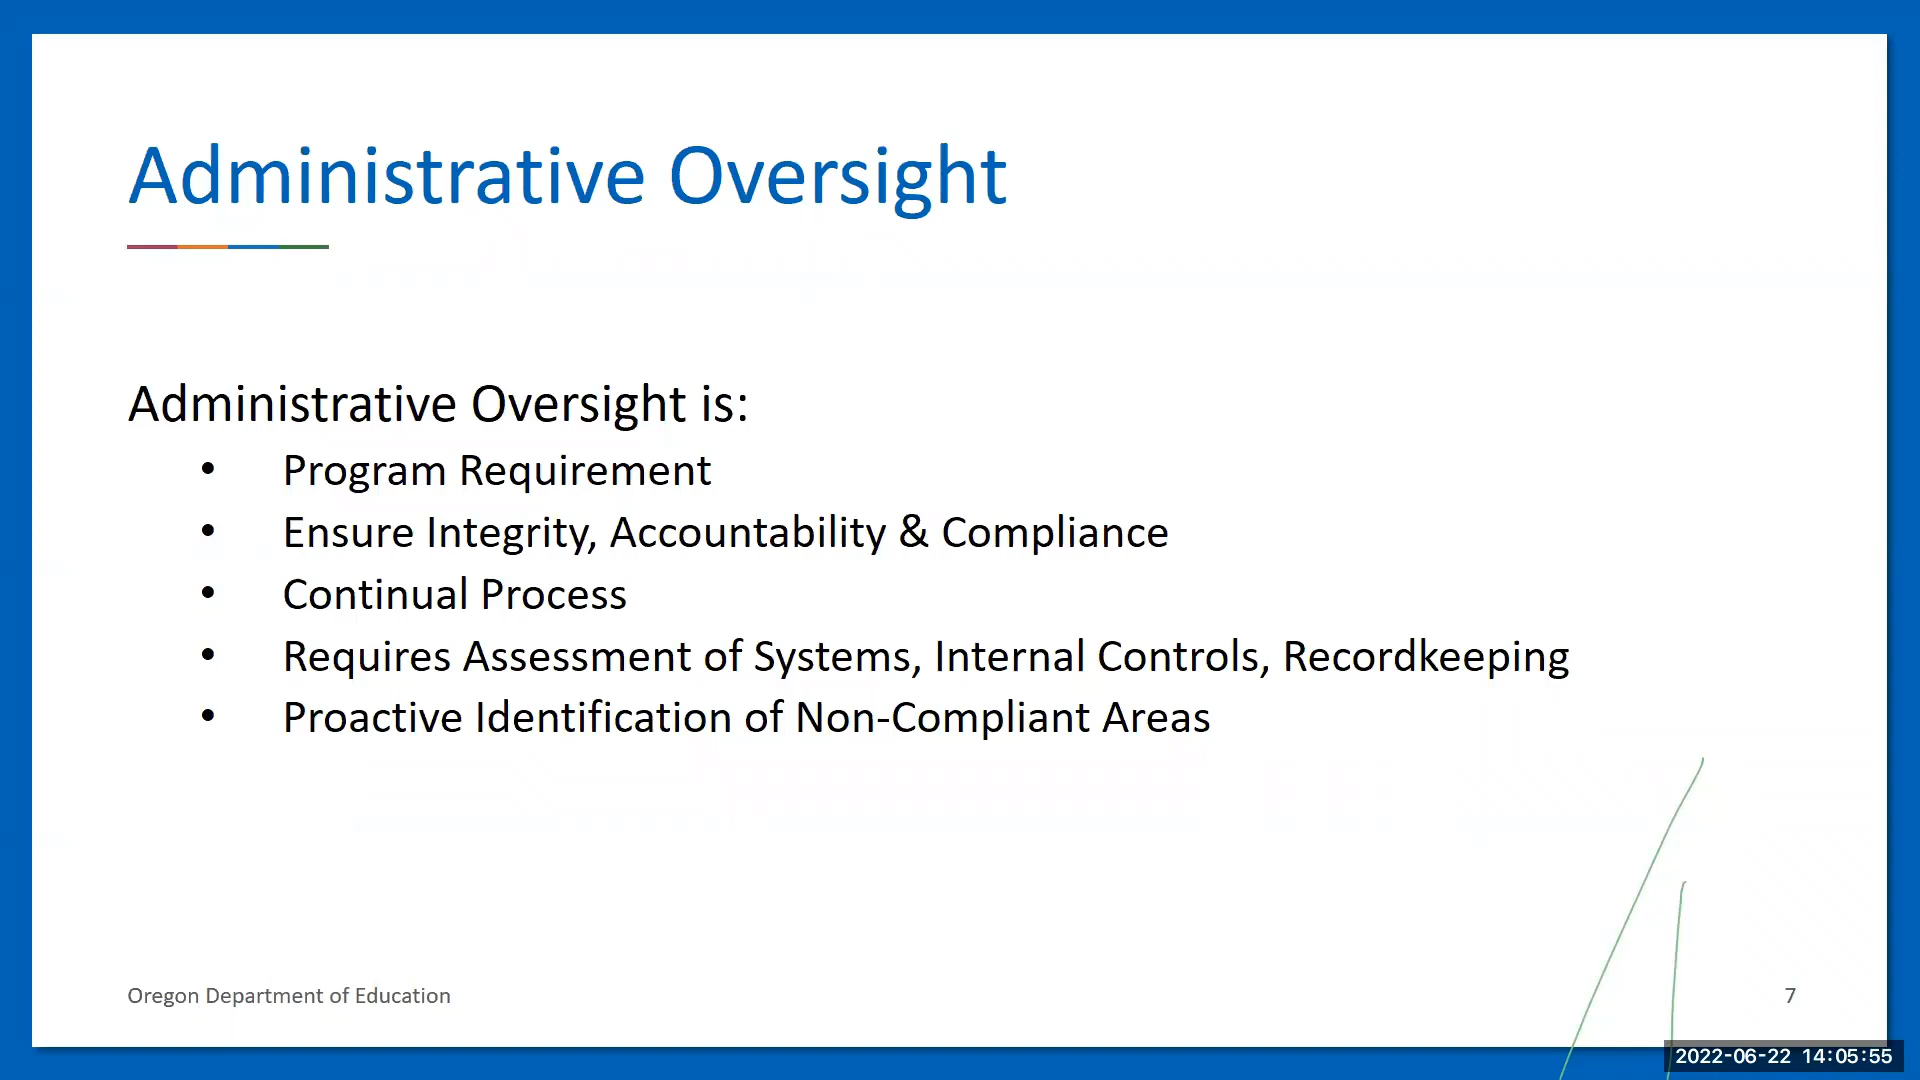 Administrative Oversight
Administrative Oversight is:
• Program Requirement
• Ensure Integrity, Accountability & Compliance
• Continual Process
• Requires Assessment of Systems, Internal Controls, Recordkeeping
• Proactive Identification of Non-Compliant Areas
Oregon Department of Education
7
2022-06-22 14:05:55